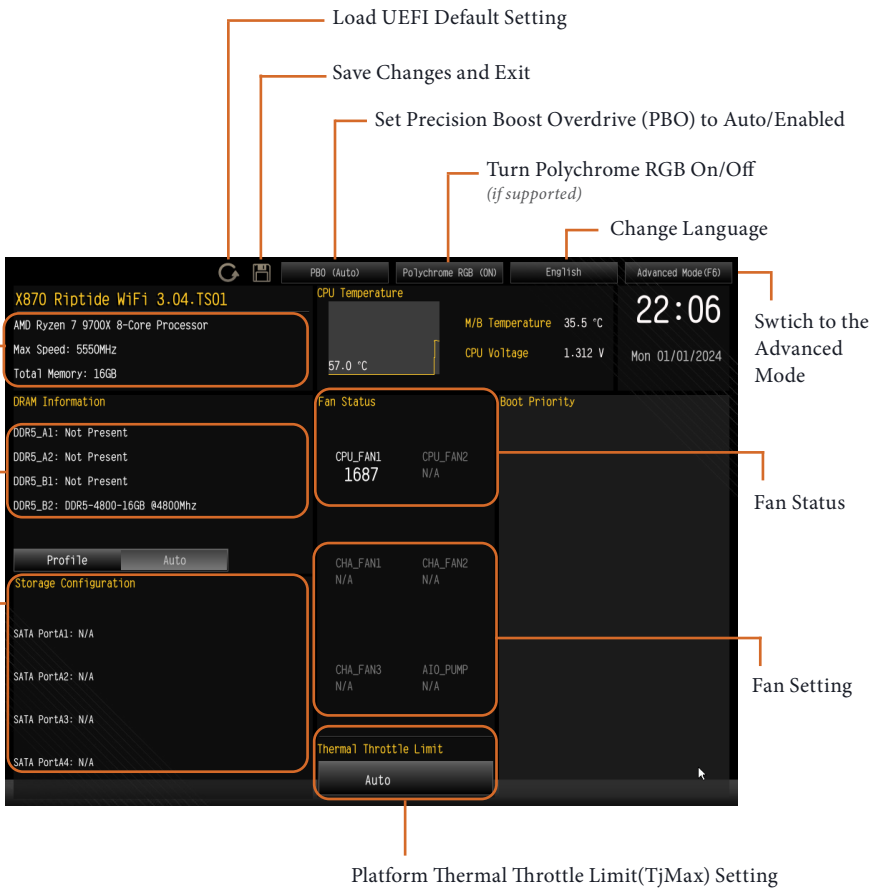 Load UEFI Default Setting
Save Changes and Exit
Set Precision Boost Overdrive (PBO) to Auto/Enabled
Turn Polychrome RGB On/Off
(if supported)
Change Language
PBO (Auto)
Polychrome RGB (ON)
English
Advanced Mode(F6)
X870 Riptide WiFi 3.04.TS01
AMD Ryzen 7 9700X 8-Core Processor
Max Speed: 5550MHz
Total Memory: 16GB
CPU Temperature
57.0 °C
M/B Temperature 35.5 °C
CPU Voltage 1.312 V
22:06
Mon 01/01/2024
Swtich to the
Advanced
Mode
DRAM Information
DDR5_A1: Not Present
DDR5_A2: Not Present
DDR5_B1: Not Present
DDR5_B2: DDR5-4800-16GB @4800Mhz
Profile Auto
Fan Status
CPU_FAN1 CPU_FAN2
1687 N/A
Boot Priority
Fan Status
Storage Configuration
SATA PortA1: N/A
SATA PortA2: N/A
SATA PortA3: N/A
SATA PortA4: N/A
CHA_FAN1 CHA_FAN2
N/A N/A
CHA_FAN3 AIO_PUMP
N/A N/A
Fan Setting
Thermal Throttle Limit
Auto
Platform Thermal Throttle Limit(TjMax) Setting